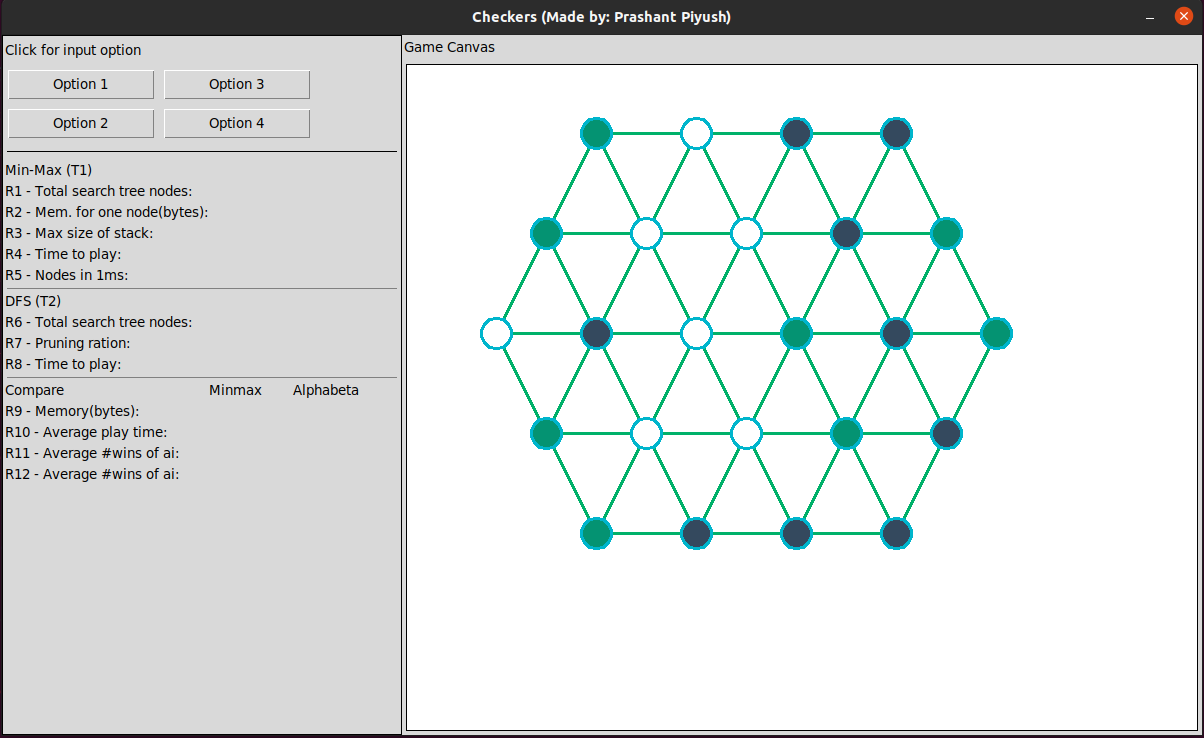 Checkers (Made by: Prashant Piyush)
Click for input option
Game Canvas
Option 1 Option 3
Option 2 Option 4
Min-Max (T1)
R1 - Total search tree nodes:
R2 - Mem. for one node(bytes):
R3 - Max size of stack:
R4 - Time to play:
R5 - Nodes in 1ms:
DFS (T2)
R6 - Total search tree nodes:
R7 - Pruning ration:
R8 - Time to play:
Compare Minmax Alphabeta
R9 - Memory(bytes):
R10 - Average play time:
R11 - Average #wins of ai:
R12 - Average #wins of ai: